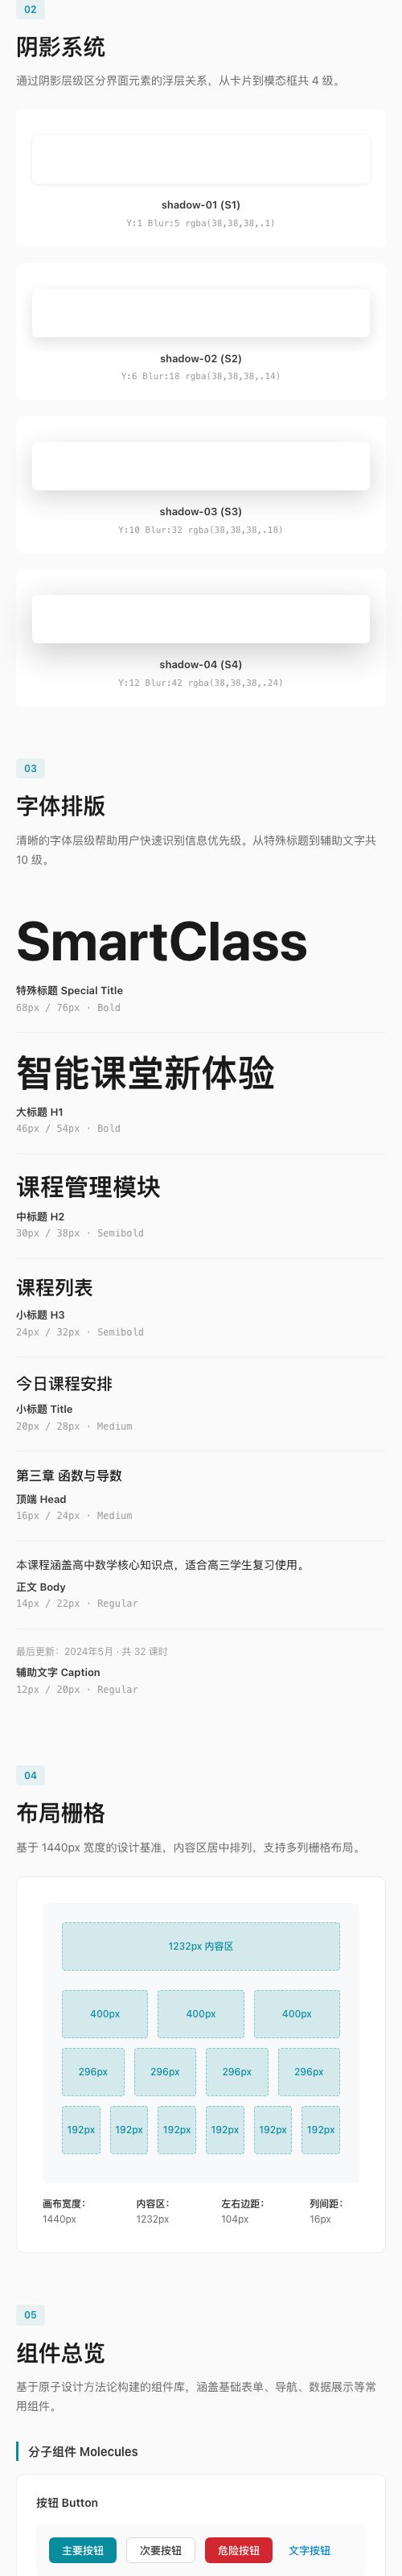 02
阴影系统
通过阴影层级区分界面元素的浮层关系，从卡片到模态框共 4 级。
shadow-01 (S1)
Y:1 Blur:5 rgba(38,38,38,.1)
shadow-02 (S2)
Y:6 Blur:18 rgba(38,38,38,.14)
shadow-03 (S3)
Y:10 Blur:32 rgba(38,38,38,.18)
shadow-04 (S4)
Y:12 Blur:42 rgba(38,38,38,.24)
03
字体排版
清晰的字体层级帮助用户快速识别信息优先级。从特殊标题到辅助文字共
10 级。
SmartClass
特殊标题 Special Title
68px / 76px · Bold
智能课堂新体验
大标题 H1
46px / 54px · Bold
课程管理模块
中标题 H2
30px / 38px · Semibold
课程列表
小标题 H3
24px / 32px · Semibold
今日课程安排
小标题 Title
20px / 28px · Medium
第三章 函数与导数
顶端 Head
16px / 24px · Medium
本课程涵盖高中数学核心知识点，适合高三学生复习使用。
正文 Body
14px / 22px · Regular
最后更新：2024年5月 · 共 32 课时
辅助文字 Caption
12px / 20px · Regular
04
布局栅格
基于 1440px 宽度的设计基准，内容区居中排列，支持多列栅格布局。
1232px 内容区
400px 400px 400px
296px 296px 296px 296px
192px 192px 192px 192px 192px 192px
画布宽度： 内容区： 左右边距： 列间距：
1440px 1232px 104px 16px
05
组件总览
基于原子设计方法论构建的组件库，涵盖基础表单、导航、数据展示等常
用组件。
分子组件 Molecules
按钮 Button
主要按钮 次要按钮 危险按钮 文字按钮